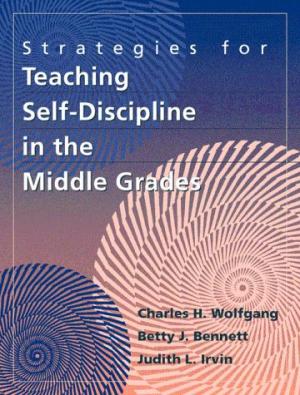 Strategies for
Teaching
Self-Discipline
in the
Middle Grades
Charles H. Wolfgang
Betty J. Bennett
Judith L. Irvin